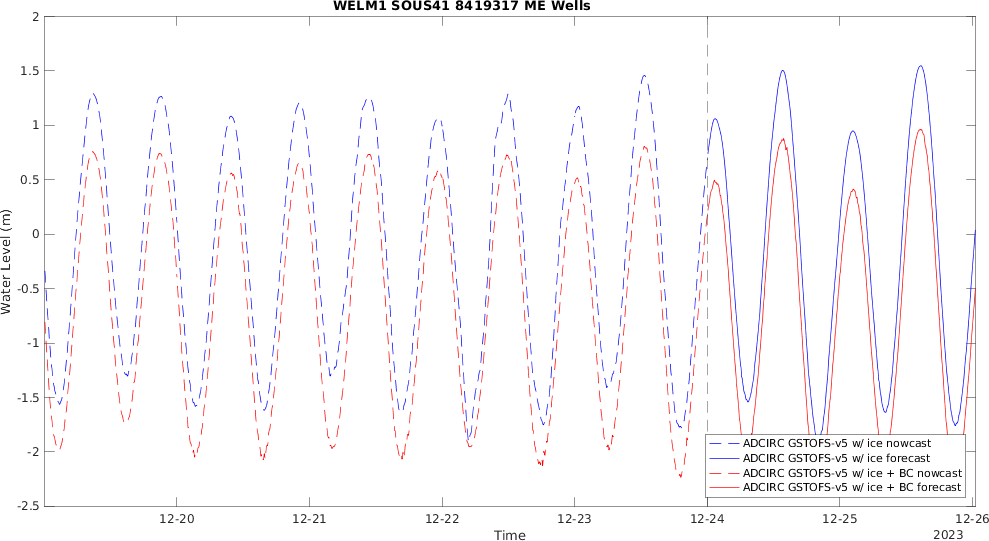 WELM1 SOUS41 8419317 ME Wells
2
1.5
1
0.5
0
-0.5
-1
-1.5
-2
-2.5
Water Level (m)
12-20
12-21
12-22
12-23
12-24
12-25
12-26
Time
2023
ADCIRC GSTOFS-v5 w/ ice nowcast
ADCIRC GSTOFS-v5 w/ ice forecast
ADCIRC GSTOFS-v5 w/ ice + BC nowcast
ADCIRC GSTOFS-v5 w/ ice + BC forecast